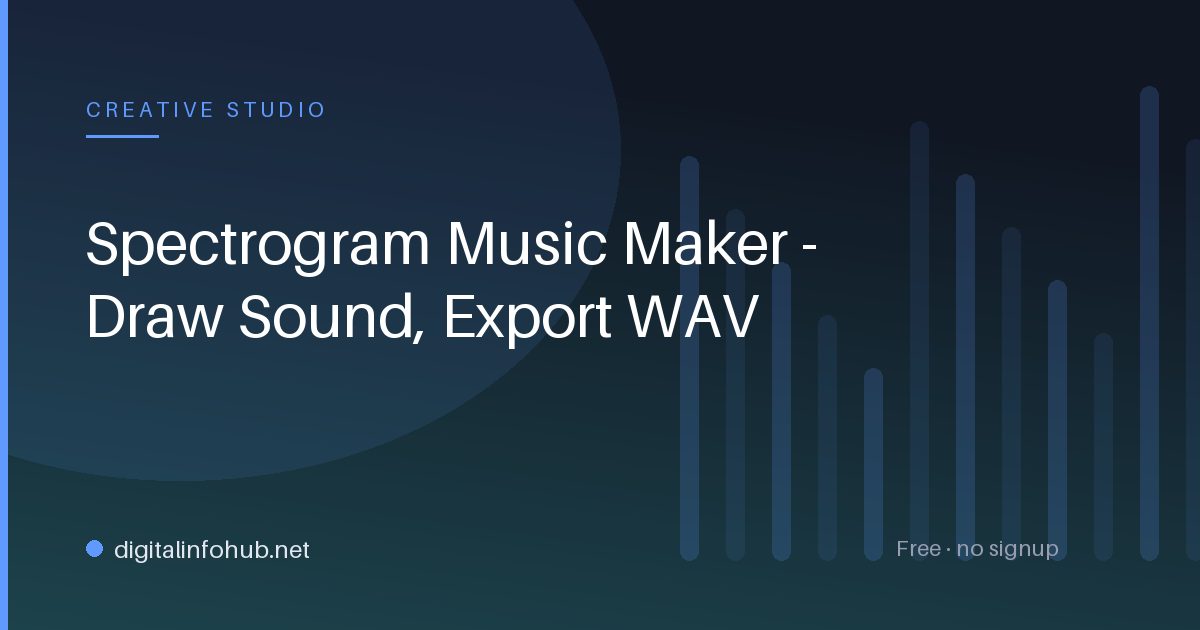 CREATIVE STUDIO
Spectrogram Music Maker -
Draw Sound, Export WAV
digitalinfohub.net
Free · no signup